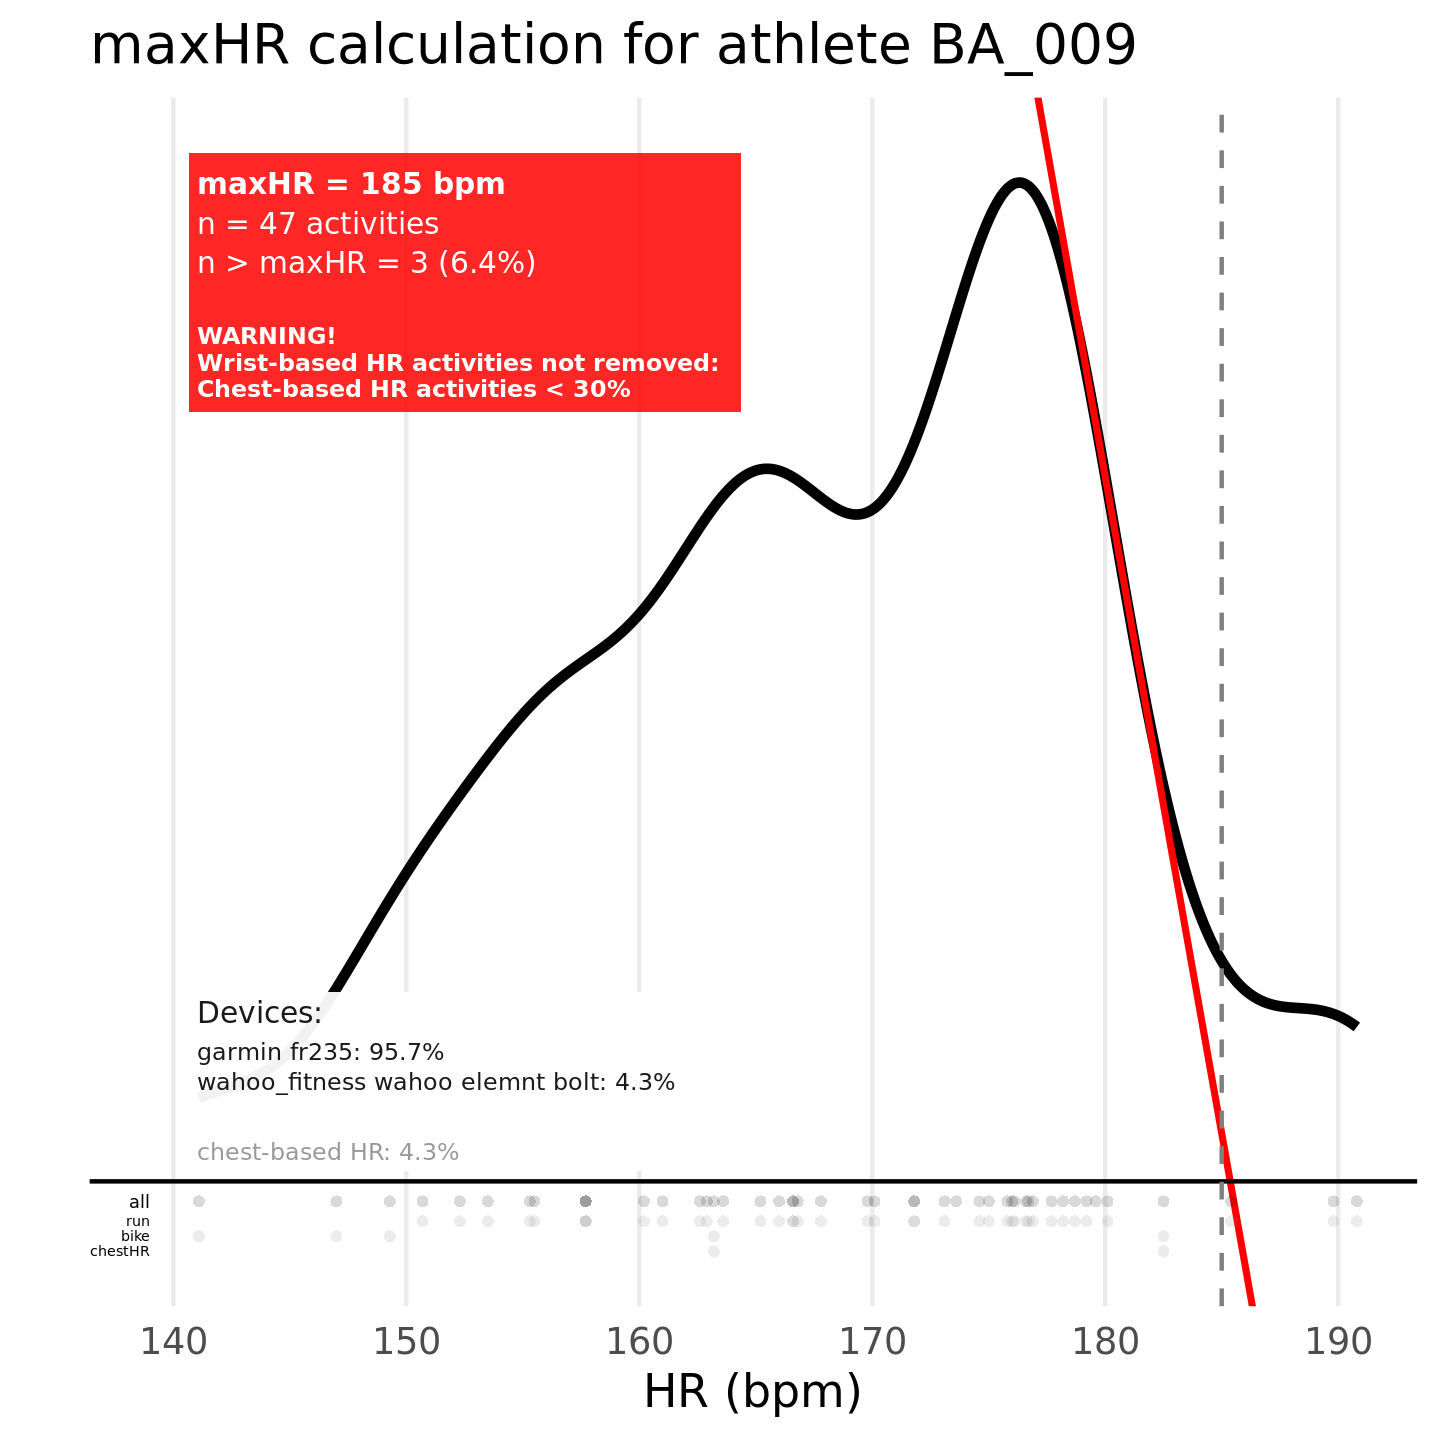 maxHR calculation for athlete BA_009
maxHR = 185 bpm
n = 47 activities
n > maxHR = 3 (6.4%)
WARNING!
Wrist-based HR activities not removed:
Chest-based HR activities < 30%
Devices:
garmin fr235: 95.7%
wahoo_fitness wahoo elemnt bolt: 4.3%
chest-based HR: 4.3%
all
run
bike
chestHR
140 150 160 170 180 190
HR (bpm)